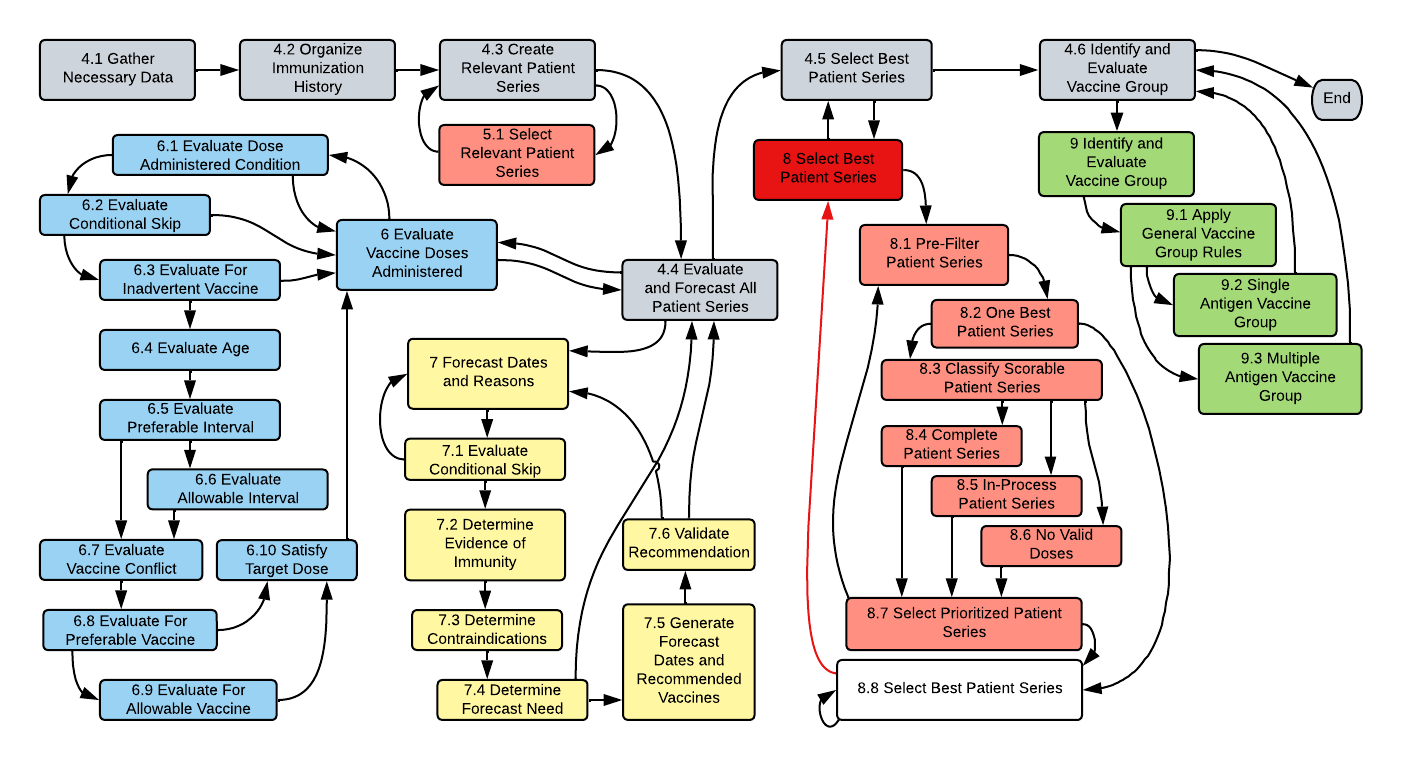 4.1 Gather
Necessary Data
4.2 Organize
Immunization
History
4.3 Create
Relevant Patient
Series
5.1 Select
Relevant Patient
Series
4.5 Select Best
Patient Series
4.6 Identify and
Evaluate
Vaccine Group
End
6.1 Evaluate Dose
Administered Condition
6.2 Evaluate
Conditional Skip
6.3 Evaluate For
Inadvertent Vaccine
6.4 Evaluate Age
6.5 Evaluate
Preferable Interval
6.6 Evaluate
Allowable Interval
6.7 Evaluate
Vaccine Conflict
6.10 Satisfy
Target Dose
6.8 Evaluate For
Preferable Vaccine
6.9 Evaluate For
Allowable Vaccine
6 Evaluate
Vaccine Doses
Administered
4.4 Evaluate
and Forecast All
Patient Series
7 Forecast Dates
and Reasons
7.1 Evaluate
Conditional Skip
7.2 Determine
Evidence of
Immunity
7.3 Determine
Contraindications
7.4 Determine
Forecast Need
7.5 Generate
Forecast
Dates and
Recommended
Vaccines
7.6 Validate
Recommendation
8 Select Best
Patient Series
8.1 Pre-Filter
Patient Series
8.2 One Best
Patient Series
8.3 Classify Scorable
Patient Series
8.4 Complete
Patient Series
8.5 In-Process
Patient Series
8.6 No Valid
Doses
8.7 Select Prioritized Patient
Series
8.8 Select Best Patient Series
9 Identify and
Evaluate
Vaccine Group
9.1 Apply
General Vaccine
Group Rules
9.2 Single
Antigen Vaccine
Group
9.3 Multiple
Antigen Vaccine
Group